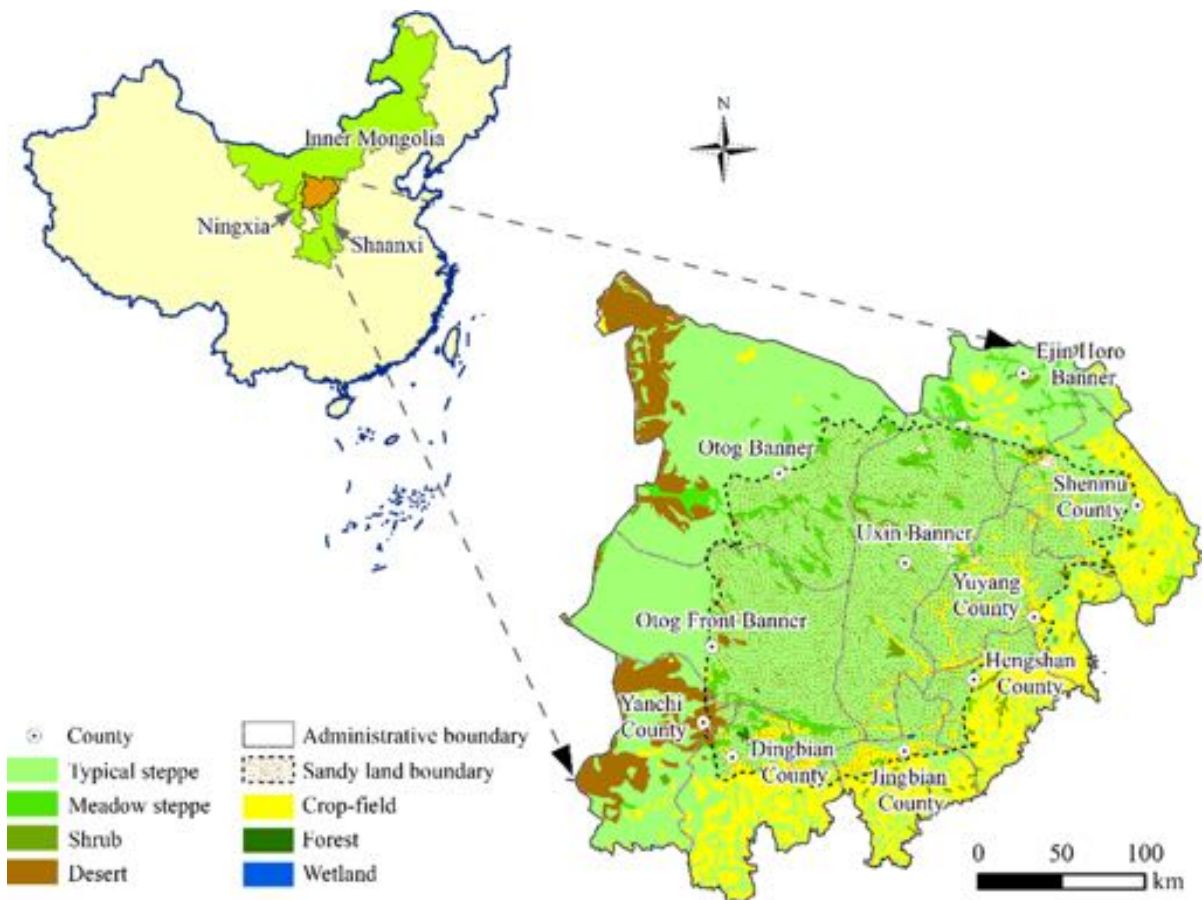 N
Inner Mongolia
Ningxia
Shaanxi
Ejin Horo
Banner
Otog Banner
Shenmu
County
Uxin Banner
Yuyang
County
Otog Front Banner
Hengshan
County
Yanchi
County
Dingbian
County
Jingbian
County
County
Administrative boundary
Typical steppe
Sandy land boundary
Meadow steppe
Crop-field
Shrub
Forest
Desert
Wetland
0 50 100
km